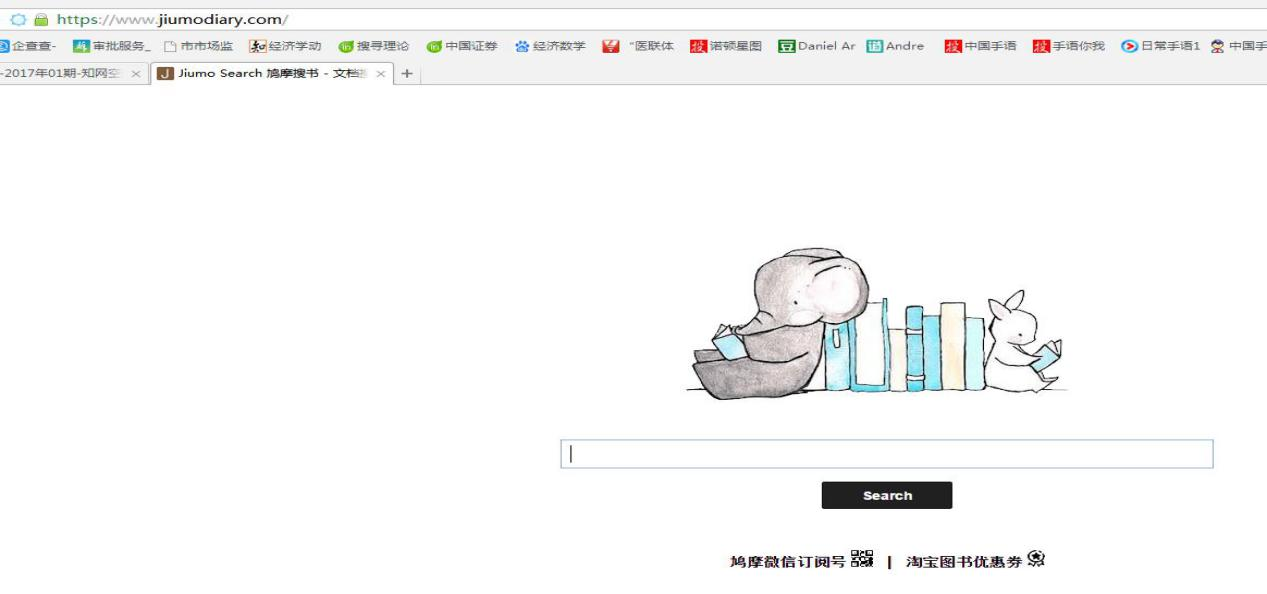 https://www.jiumodiary.com/
企查查- 审批服务_ 市市场监 经济学动 搜寻理论 中国证券 经济数学 "医联体 诺顿星图 Daniel Ar Andre 中国手语 手语你我 日常手语1 中国手
-2017年01期-知网空 × J Jiumo Search 鸠摩搜书 - 文档 × +
Search
鸠摩微信订阅号 | 淘宝图书优惠券